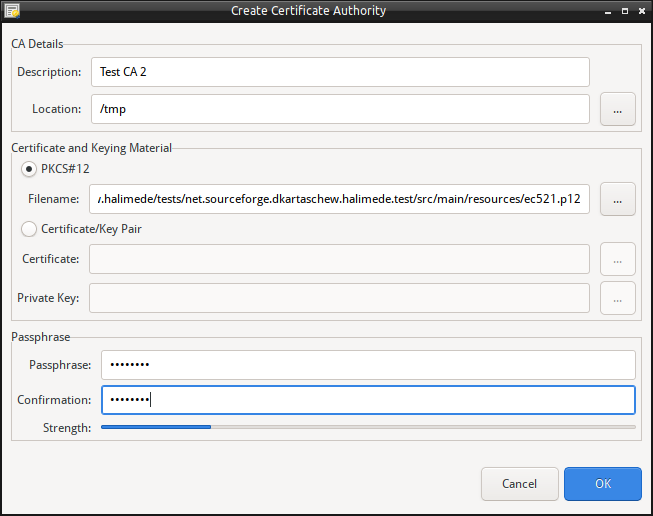 Create Certificate Authority
CA Details
Description: Test CA 2
Location: /tmp ...
Certificate and Keying Material
PKCS#12
Filename: .halimede/tests/net.sourceforge.dkartaschew.halimede.test/src/main/resources/ec521.p12 ...
Certificate/Key Pair
Certificate: ...
Private Key: ...
Passphrase
Passphrase: ••••••••
Confirmation: ••••••••
Strength:
Cancel OK